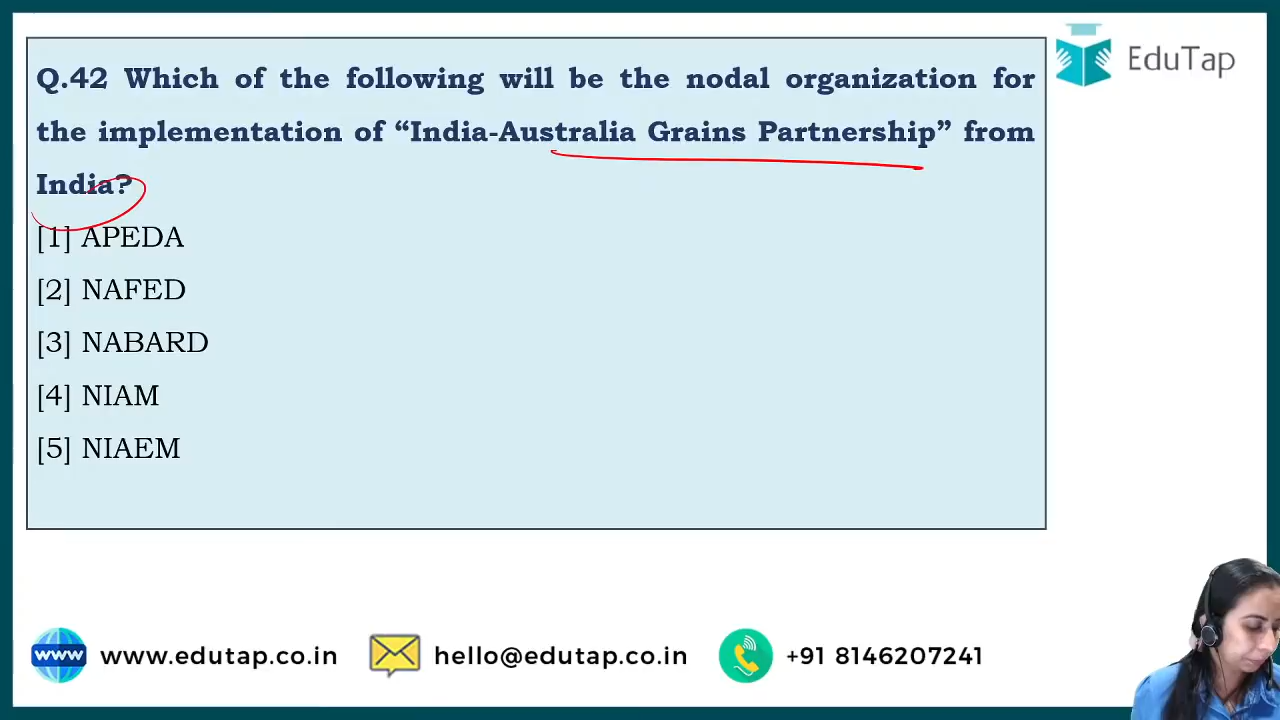 EduTap
Q.42 Which of the following will be the nodal organization for
the implementation of “India-Australia Grains Partnership” from
India?
[1] APEDA
[2] NAFED
[3] NABARD
[4] NIAM
[5] NIAEM
www www.edutap.co.in hello@edutap.co.in +91 8146207241